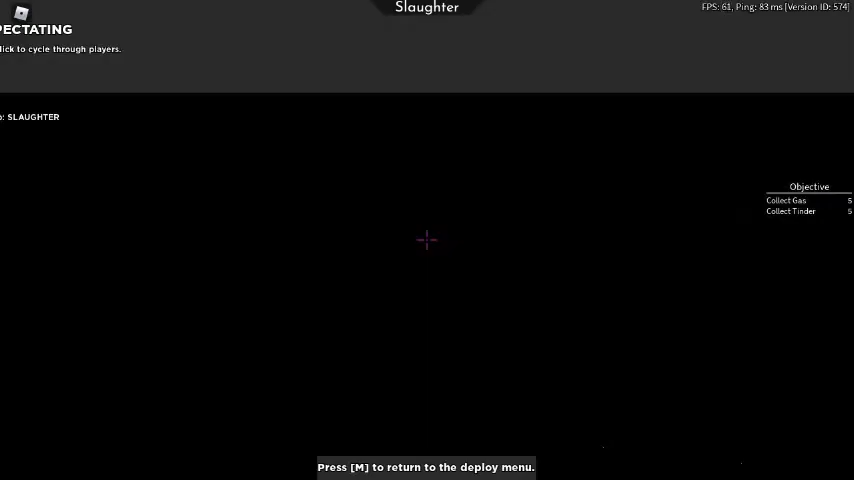 Slaughter
FPS: 61, Ping: 83 ms [Version ID: 574]
PECTATING
lick to cycle through players.
: SLAUGHTER
Objective
Collect Gas 5
Collect Tinder 5
Press [M] to return to the deploy menu.